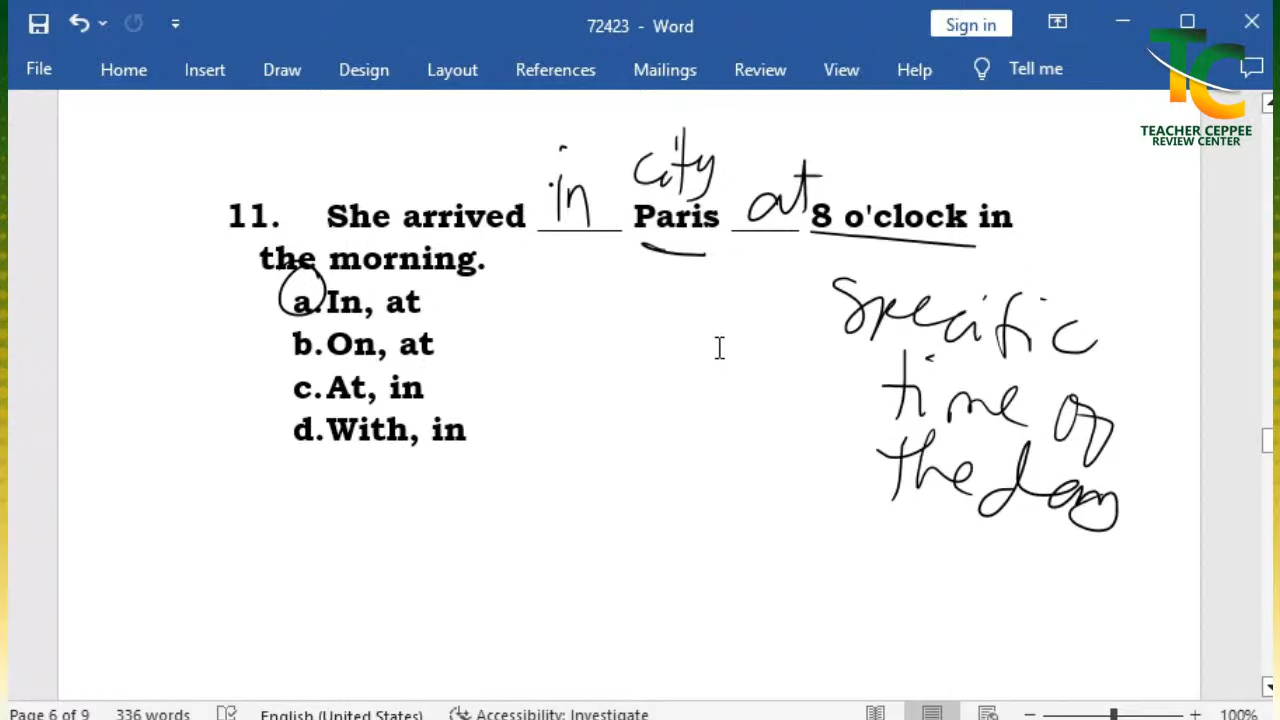 72423 - Word
Sign in
File Home Insert Draw Design Layout References Mailings Review View Help Tell me
TC
TEACHER CEPPEE
REVIEW CENTER
in city at
11. She arrived ______ Paris _____ 8 o'clock in
the morning.
a. In, at
b. On, at
c. At, in
d. With, in
specific
time of
the day
Page 6 of 9 336 words English (United States) Accessibility: Investigate 100%